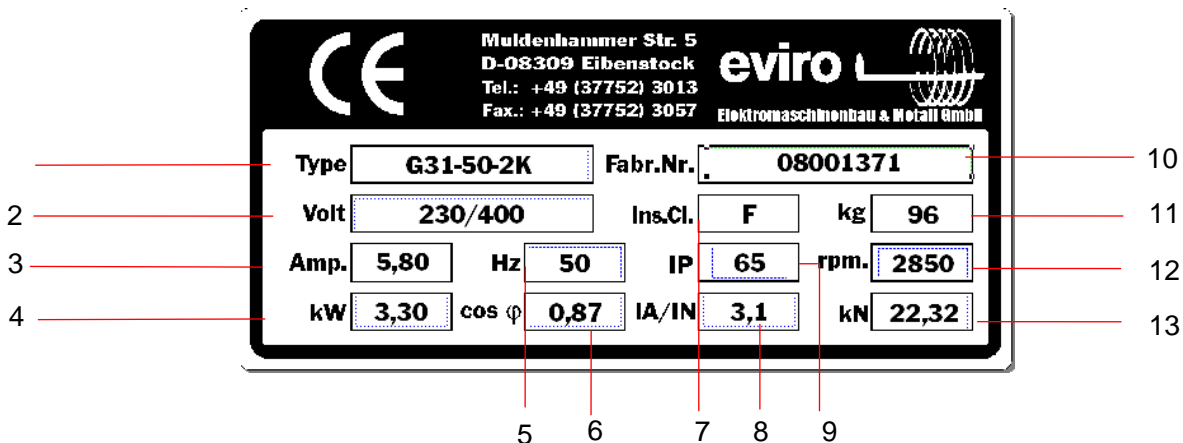 CE
Muldenhammer Str. 5
D-08309 Eibenstock
Tel.: +49 (37752) 3013
Fax.: +49 (37752) 3057
eviro
Elektromaschinenbau & Metall GmbH
Type G31-50-2K Fabr.Nr. 08001371 10
2 Volt 230/400 Ins.Cl. F kg 96 11
3 Amp. 5,80 Hz 50 IP 65 rpm. 2850 12
4 kW 3,30 cos φ 0,87 IA/IN 3,1 kN 22,32 13
5 6 7 8 9